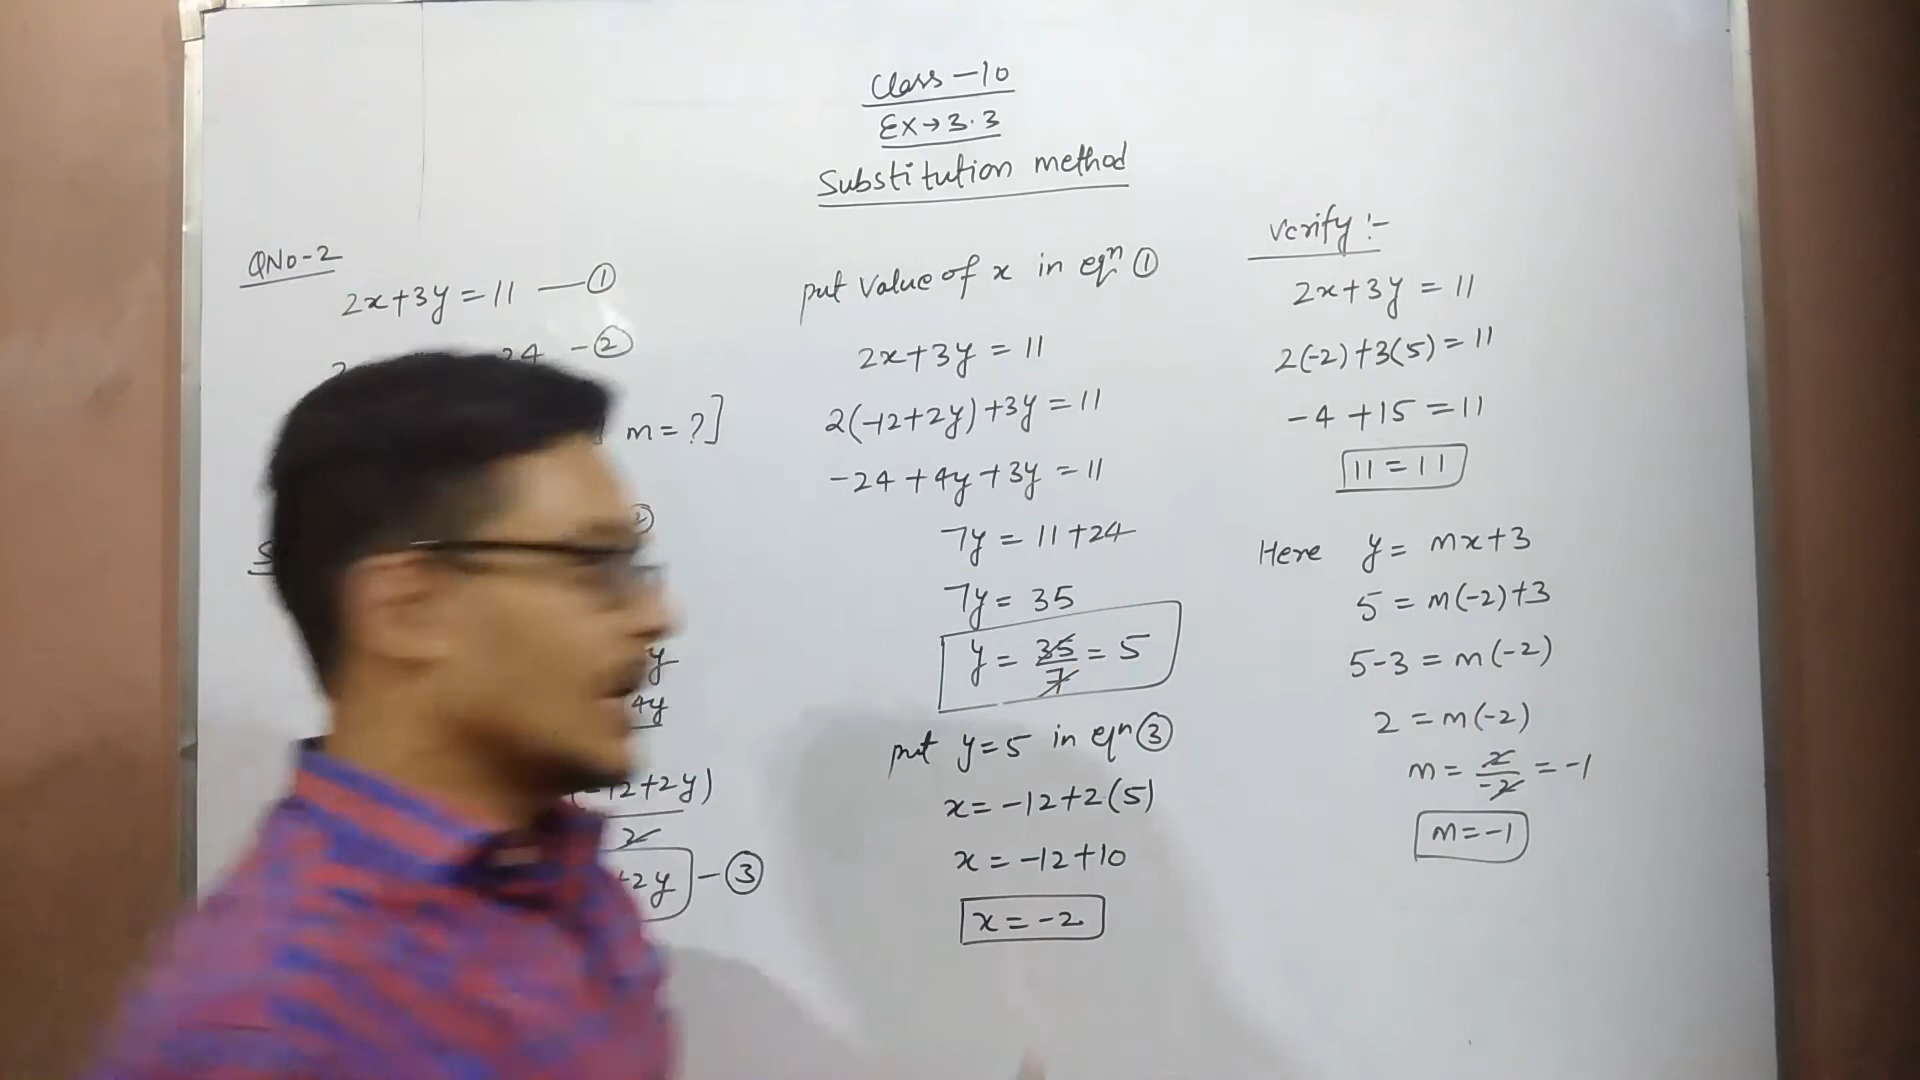 Class - 10
Ex → 3.3
Substitution method
QNo-2
2x+3y = 11 — ①
24 - ②
m = ?]
②
y
4y
(-12+2y)
2
+2y - ③
put value of x in eqn ①
2x+3y = 11
2(-12+2y)+3y = 11
-24 + 4y + 3y = 11
7y = 11+24
7y = 35
y = 35/7 = 5
put y=5 in eqn ③
x = -12+2(5)
x = -12+10
x = -2
Verify :-
2x+3y = 11
2(-2)+3(5) = 11
-4 + 15 = 11
11 = 11
Here y = mx+3
5 = m(-2)+3
5-3 = m(-2)
2 = m(-2)
m = 2/-2 = -1
m = -1